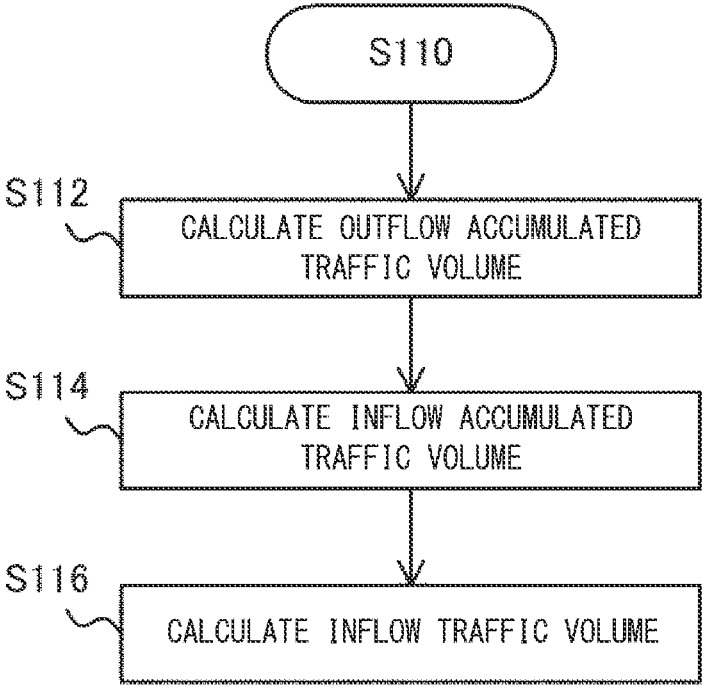 S110
S112
CALCULATE OUTFLOW ACCUMULATED
TRAFFIC VOLUME
S114
CALCULATE INFLOW ACCUMULATED
TRAFFIC VOLUME
S116
CALCULATE INFLOW TRAFFIC VOLUME